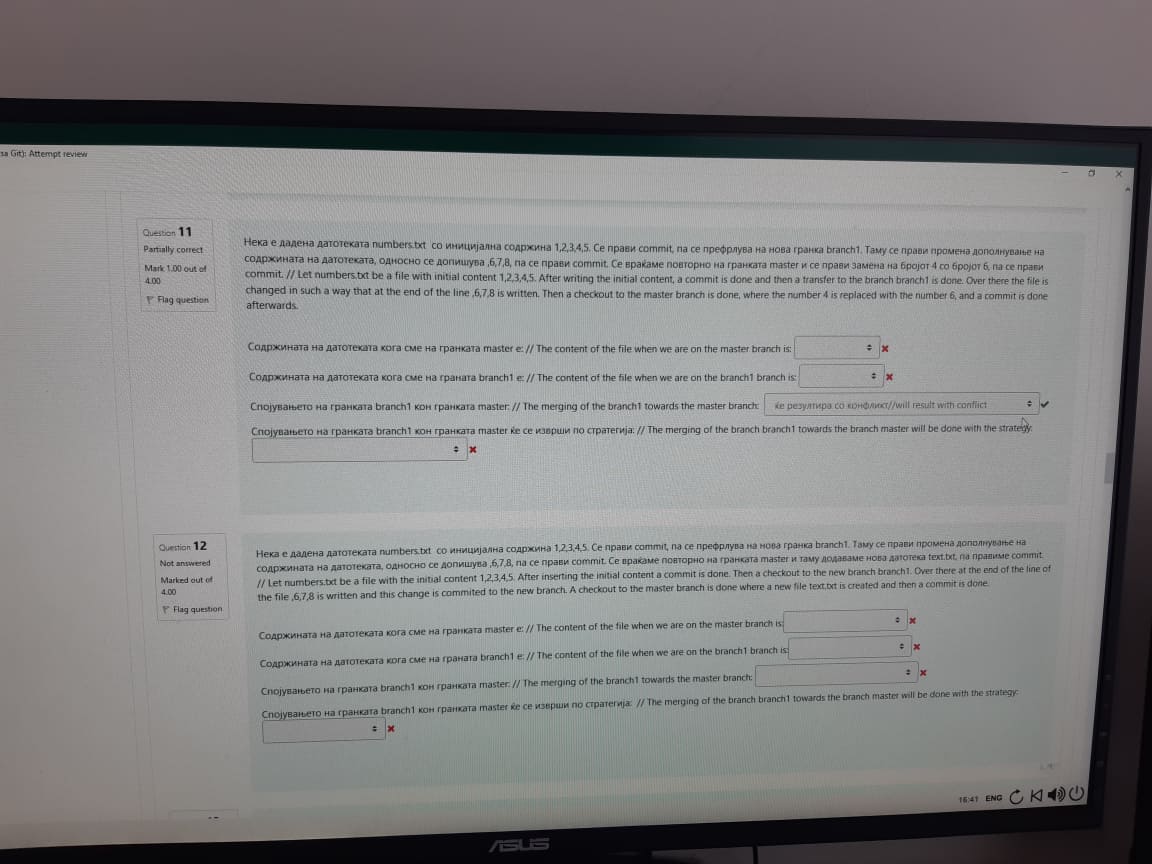 sa Git): Attempt review
Question 11
Partially correct
Mark 1.00 out of
4.00
Flag question
Нека е дадена датотеката numbers.txt со иницијална содржина 1,2,3,4,5. Се прави commit, па се префрлува на нова гранка branch1. Таму се прави промена дополнување на
содржината на датотеката, односно се допишува ,6,7,8, па се прави commit. Се враќаме повторно на гранката master и се прави замена на бројот 4 со бројот 6, па се прави
commit. // Let numbers.txt be a file with initial content 1,2,3,4,5. After writing the initial content, a commit is done and then a transfer to the branch branch1 is done. Over there the file is
changed in such a way that at the end of the line ,6,7,8 is written. Then a checkout to the master branch is done, where the number 4 is replaced with the number 6, and a commit is done
afterwards.
Содржината на датотеката кога сме на гранката master е: // The content of the file when we are on the master branch is:
Содржината на датотеката кога сме на граната branch1 е: // The content of the file when we are on the branch1 branch is:
Спојувањето на гранката branch1 кон гранката master: // The merging of the branch1 towards the master branch: ќе резултира со конфликт//will result with conflict
Спојувањето на гранката branch1 кон гранката master ќе се изврши по стратегија: // The merging of the branch branch1 towards the branch master will be done with the strategy:
Question 12
Not answered
Marked out of
4.00
Flag question
Нека е дадена датотеката numbers.txt со иницијална содржина 1,2,3,4,5. Се прави commit, па се префрлува на нова гранка branch1. Таму се прави промена дополнување на
содржината на датотеката, односно се допишува ,6,7,8, па се прави commit. Се враќаме повторно на гранката master и таму додаваме нова датотека text.txt, па правиме commit.
// Let numbers.txt be a file with the initial content 1,2,3,4,5. After inserting the initial content a commit is done. Then a checkout to the new branch branch1. Over there at the end of the line of
the file ,6,7,8 is written and this change is commited to the new branch. A checkout to the master branch is done where a new file text.txt is created and then a commit is done.
Содржината на датотеката кога сме на гранката master е: // The content of the file when we are on the master branch is:
Содржината на датотеката кога сме на граната branch1 е: // The content of the file when we are on the branch1 branch is:
Спојувањето на гранката branch1 кон гранката master: // The merging of the branch1 towards the master branch:
Спојувањето на гранката branch1 кон гранката master ќе се изврши по стратегија: // The merging of the branch branch1 towards the branch master will be done with the strategy:
16:41 ENG
ASUS